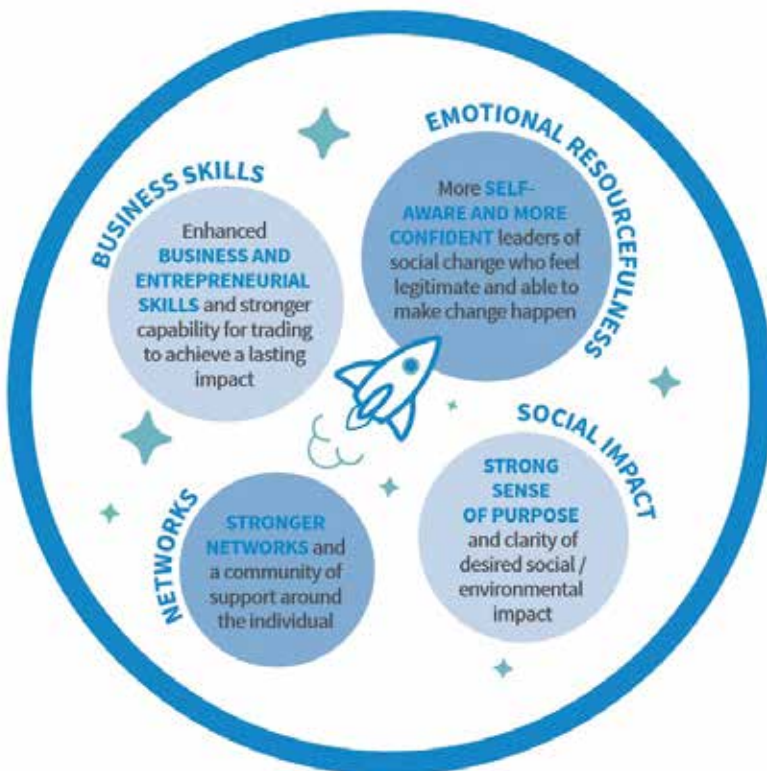 BUSINESS SKILLS
Enhanced
BUSINESS AND
ENTREPRENEURIAL
SKILLS and stronger
capability for trading
to achieve a lasting
impact
EMOTIONAL RESOURCEFULNESS
More SELF-
AWARE AND MORE
CONFIDENT leaders of
social change who feel
legitimate and able to
make change happen
NETWORKS
STRONGER
NETWORKS and
a community of
support around
the individual
SOCIAL IMPACT
STRONG
SENSE
OF PURPOSE
and clarity of
desired social /
environmental
impact